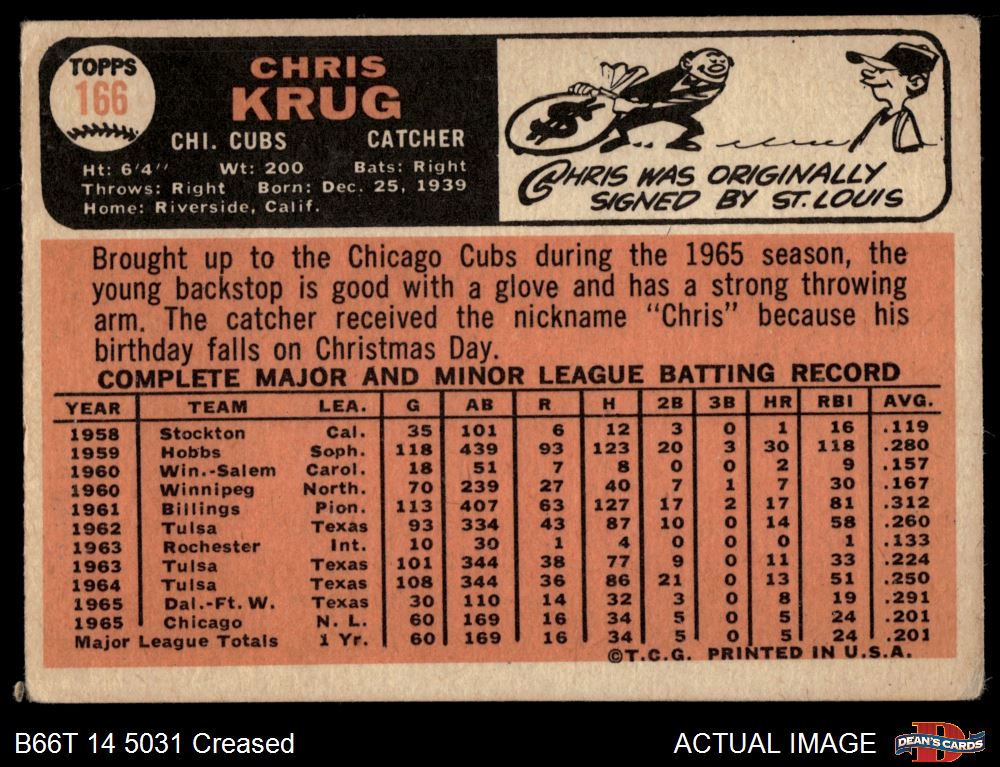 TOPPS
166
CHRIS
KRUG
CHI. CUBS CATCHER
Ht: 6'4" Wt: 200 Bats: Right
Throws: Right Born: Dec. 25, 1939
Home: Riverside, Calif.
$
CHRIS WAS ORIGINALLY
SIGNED BY ST. LOUIS
Brought up to the Chicago Cubs during the 1965 season, the
young backstop is good with a glove and has a strong throwing
arm. The catcher received the nickname "Chris" because his
birthday falls on Christmas Day.
COMPLETE MAJOR AND MINOR LEAGUE BATTING RECORD
YEAR TEAM LEA. G AB R H 2B 3B HR RBI AVG.
1958 Stockton Cal. 35 101 6 12 3 0 1 16 .119
1959 Hobbs Soph. 118 439 93 123 20 3 30 118 .280
1960 Win.-Salem Carol. 18 51 7 8 0 0 2 9 .157
1960 Winnipeg North. 70 239 27 40 7 1 7 30 .167
1961 Billings Pion. 113 407 63 127 17 2 17 81 .312
1962 Tulsa Texas 93 334 43 87 10 0 14 58 .260
1963 Rochester Int. 10 30 1 4 0 0 0 1 .133
1963 Tulsa Texas 101 344 38 77 9 0 11 33 .224
1964 Tulsa Texas 108 344 36 86 21 0 13 51 .250
1965 Dal.-Ft. W. Texas 30 110 14 32 3 0 8 19 .291
1965 Chicago N. L. 60 169 16 34 5 0 5 24 .201
Major League Totals 1 Yr. 60 169 16 34 5 0 5 24 .201
©T.C.G. PRINTED IN U.S.A.
B66T 14 5031 Creased ACTUAL IMAGE
D
DEAN'S CARDS